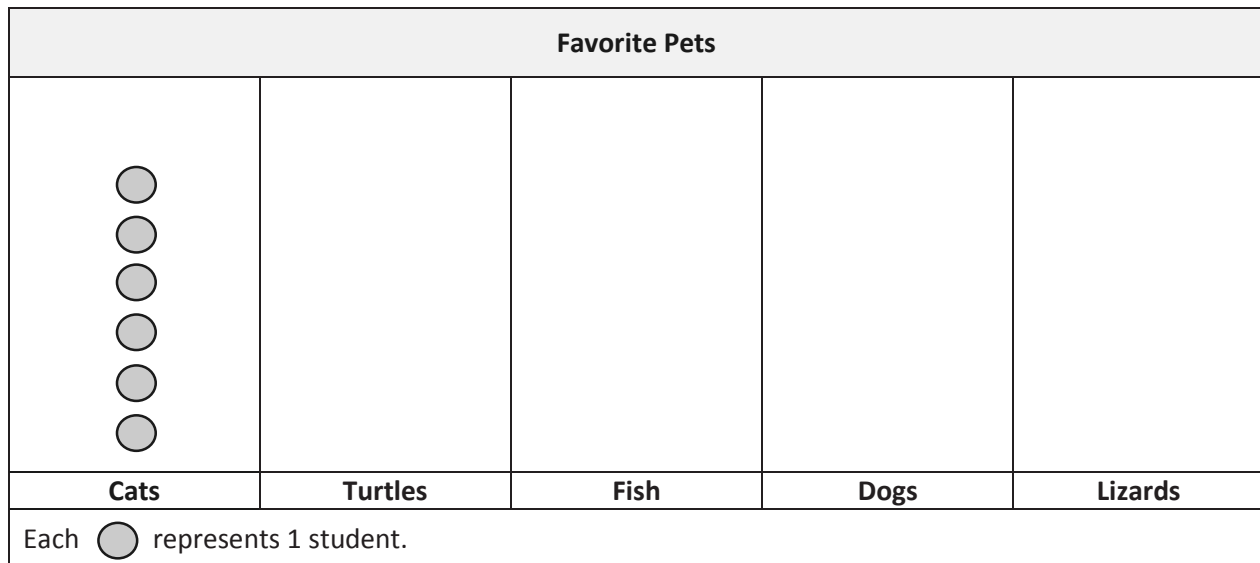 Favorite Pets
Cats Turtles Fish Dogs Lizards
Each represents 1 student.